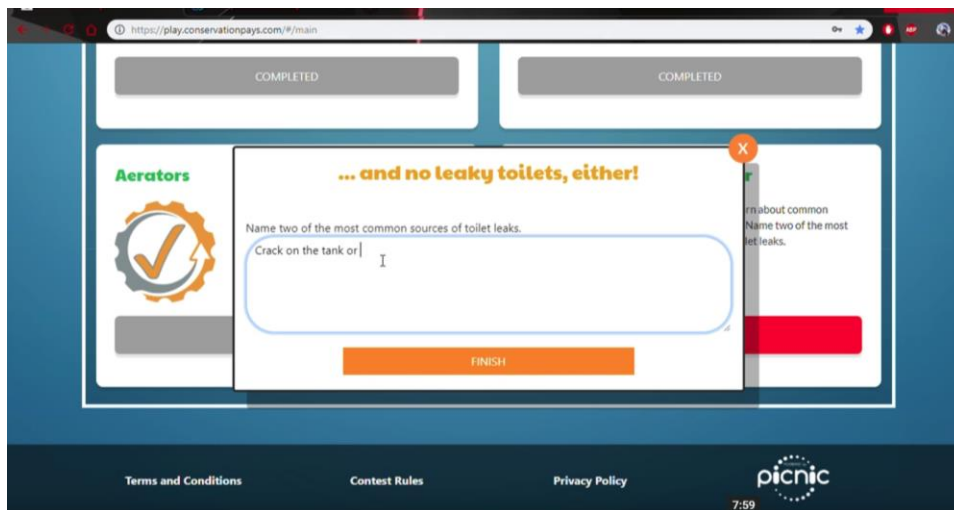 https://play.conservationpays.com/#/main
COMPLETED
COMPLETED
Aerators
... and no leaky toilets, either!
X
Name two of the most common sources of toilet leaks.
Crack on the tank or
FINISH
r
rn about common
Name two of the most
let leaks.
Terms and Conditions
Contest Rules
Privacy Policy
picnic
7:59